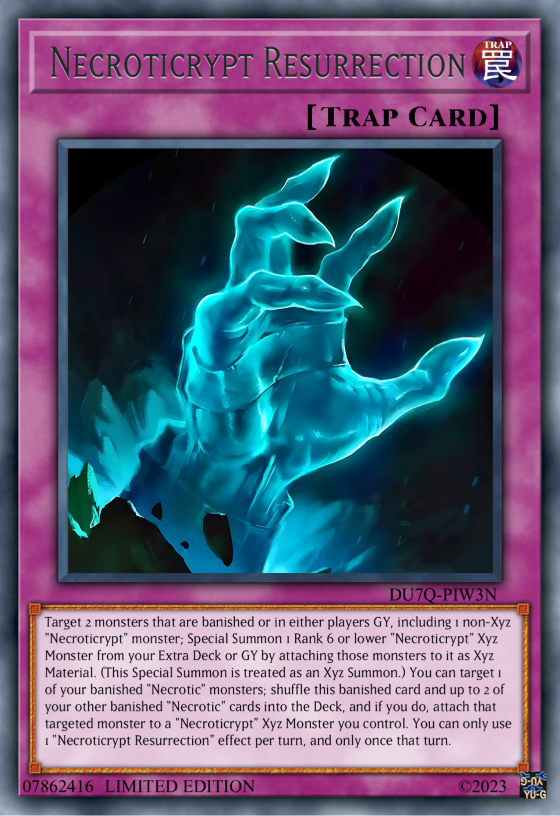 Necroticrypt Resurrection
TRAP
罠
[Trap Card]
DU7Q-PIW3N
Target 2 monsters that are banished or in either players GY, including 1 non-Xyz
"Necroticrypt" monster; Special Summon 1 Rank 6 or lower "Necroticrypt" Xyz
Monster from your Extra Deck or GY by attaching those monsters to it as Xyz
Material. (This Special Summon is treated as an Xyz Summon.) You can target 1
of your banished "Necrotic" monsters; shuffle this banished card and up to 2 of
your other banished "Necrotic" cards into the Deck, and if you do, attach that
targeted monster to a "Necroticrypt" Xyz Monster you control. You can only use
1 "Necroticrypt Resurrection" effect per turn, and only once that turn.
07862416 LIMITED EDITION
©2023
YU-G